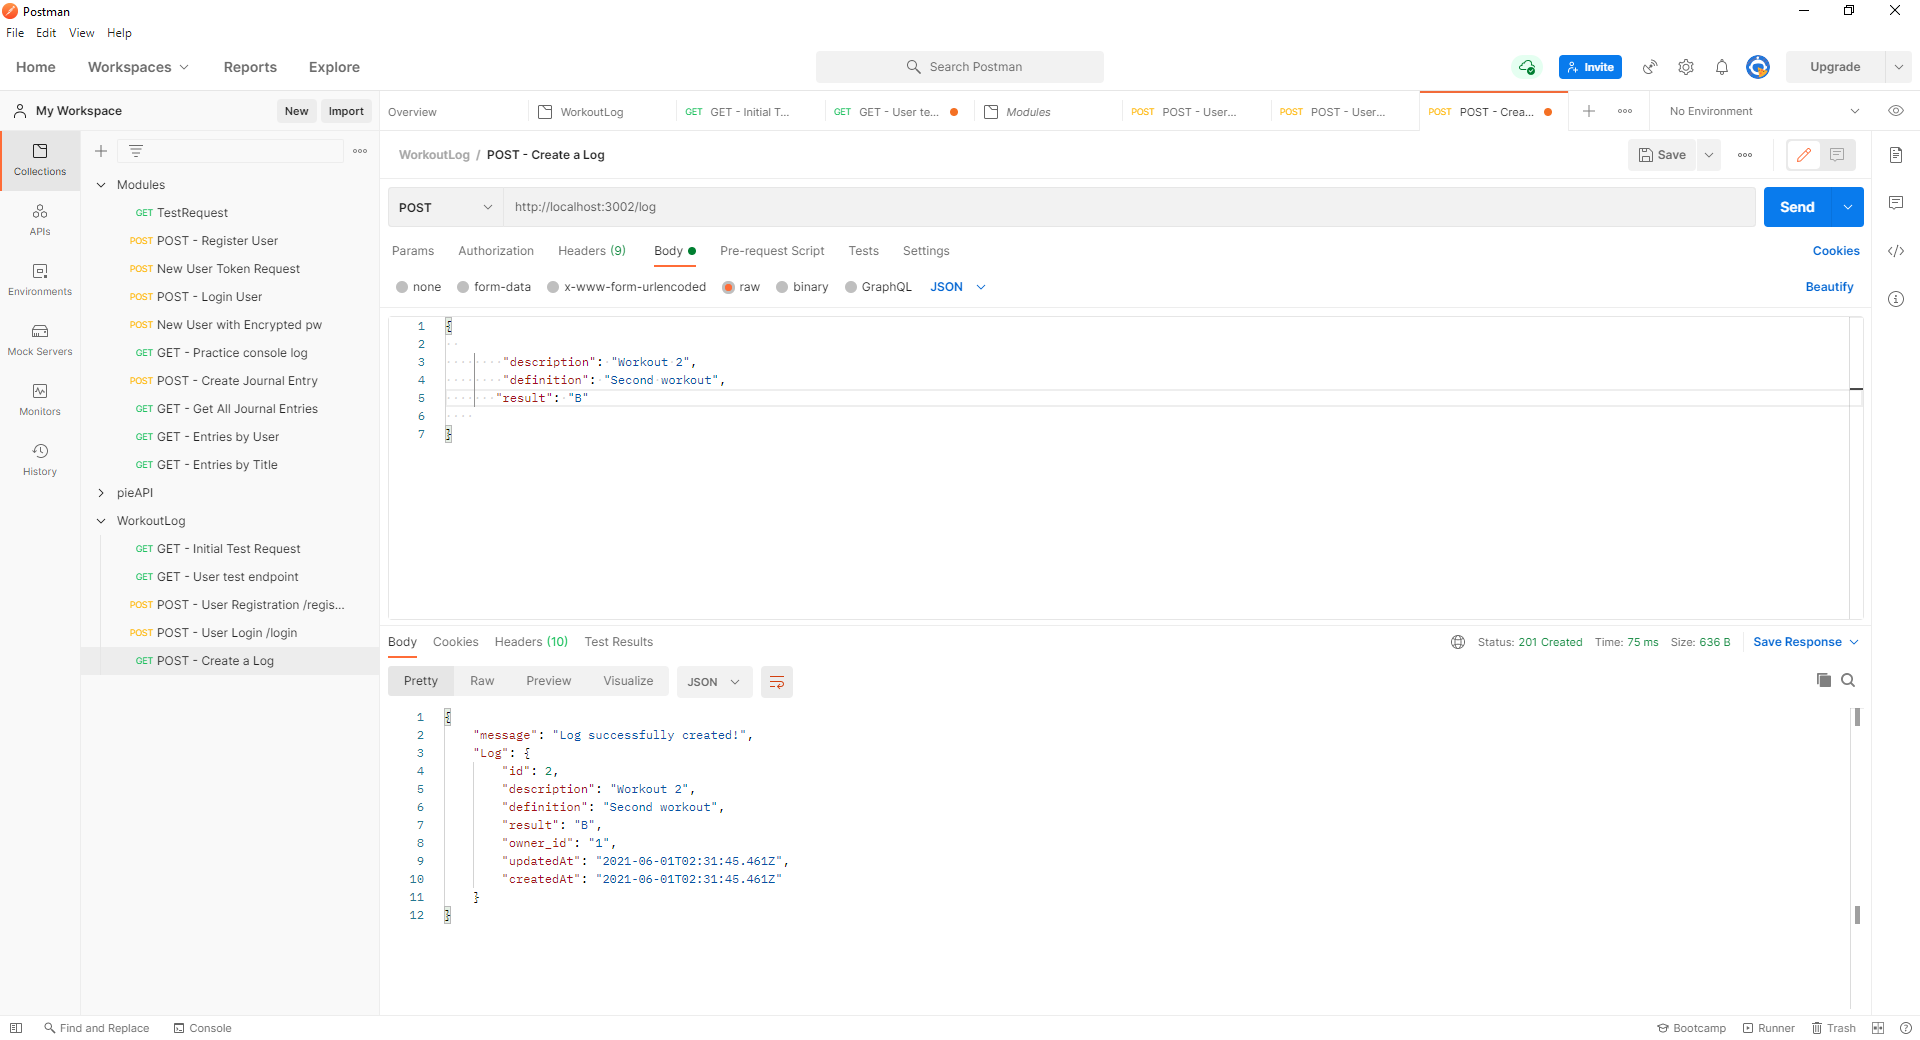 Postman
File Edit View Help
Home Workspaces Reports Explore Search Postman Invite Upgrade
My Workspace New Import
Overview WorkoutLog GET GET - Initial T... GET GET - User te... Modules POST POST - User... POST POST - User... POST POST - Crea... No Environment
WorkoutLog / POST - Create a Log Save
POST http://localhost:3002/log Send
Params Authorization Headers (9) Body Pre-request Script Tests Settings Cookies
none form-data x-www-form-urlencoded raw binary GraphQL JSON Beautify
1 {
2
3 "description": "Workout 2",
4 "definition": "Second workout",
5 "result": "B"
6
7 }
Collections
APIs
Environments
Mock Servers
Monitors
History
Modules
GET TestRequest
POST POST - Register User
POST New User Token Request
POST POST - Login User
POST New User with Encrypted pw
GET GET - Practice console log
POST POST - Create Journal Entry
GET GET - Get All Journal Entries
GET GET - Entries by User
GET GET - Entries by Title
pieAPI
WorkoutLog
GET GET - Initial Test Request
GET GET - User test endpoint
POST POST - User Registration /regis...
POST POST - User Login /login
GET POST - Create a Log
Body Cookies Headers (10) Test Results Status: 201 Created Time: 75 ms Size: 636 B Save Response
Pretty Raw Preview Visualize JSON
1 {
2 "message": "Log successfully created!",
3 "Log": {
4 "id": 2,
5 "description": "Workout 2",
6 "definition": "Second workout",
7 "result": "B",
8 "owner_id": "1",
9 "updatedAt": "2021-06-01T02:31:45.461Z",
10 "createdAt": "2021-06-01T02:31:45.461Z"
11 }
12 }
Find and Replace Console Bootcamp Runner Trash